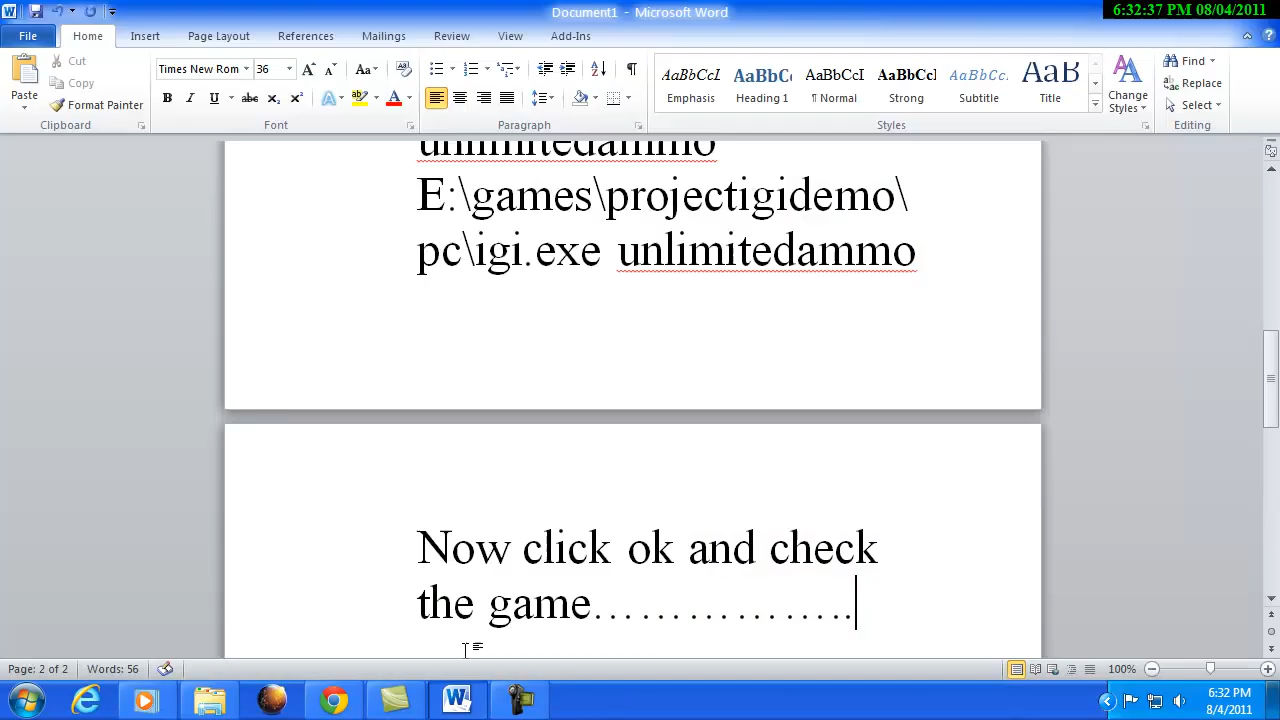 Document1 - Microsoft Word
6:32:37 PM 08/04/2011
File Home Insert Page Layout References Mailings Review View Add-Ins
Paste
Cut
Copy
Format Painter
Clipboard
Times New Rom 36
Font
Paragraph
AaBbCcI AaBbCc AaBbCcI AaBbCcI AaBbCc. AaB
Emphasis Heading 1 ¶ Normal Strong Subtitle Title
Styles
Change
Styles
Find
Replace
Select
Editing
unlimitedammo
E:\games\projectigidemo\
pc\igi.exe unlimitedammo
Now click ok and check
the game…………….
Page: 2 of 2 Words: 56 100%
6:32 PM
8/4/2011